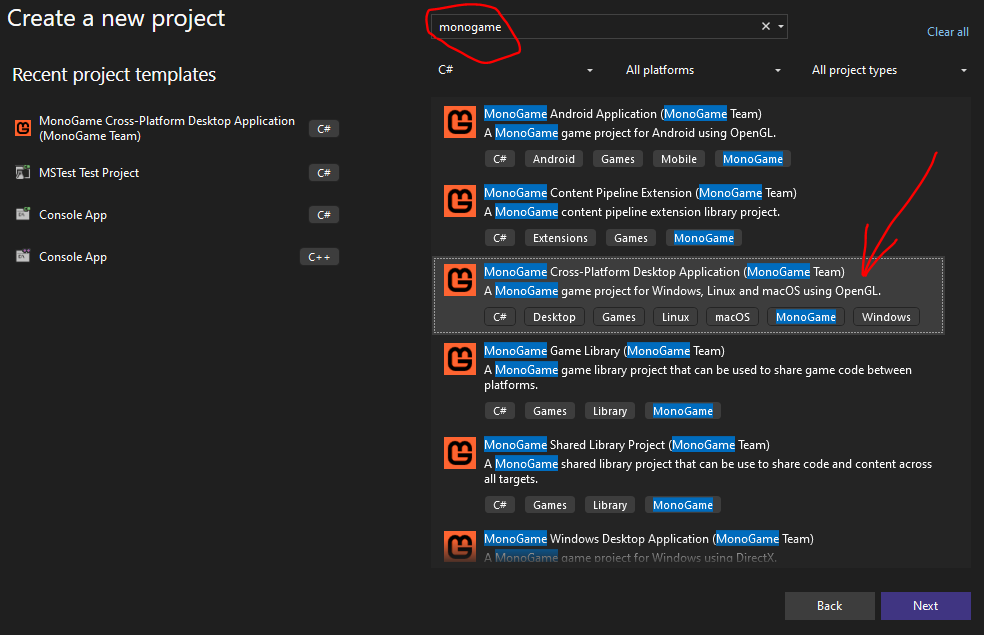 Create a new project
monogame
Clear all
C#
All platforms
All project types
Recent project templates
MonoGame Cross-Platform Desktop Application
(MonoGame Team)
C#
MSTest Test Project
C#
Console App
C#
Console App
C++
MonoGame Android Application (MonoGame Team)
A MonoGame game project for Android using OpenGL.
C# Android Games Mobile MonoGame
MonoGame Content Pipeline Extension (MonoGame Team)
A MonoGame content pipeline extension library project.
C# Extensions Games MonoGame
MonoGame Cross-Platform Desktop Application (MonoGame Team)
A MonoGame game project for Windows, Linux and macOS using OpenGL.
C# Desktop Games Linux macOS MonoGame Windows
MonoGame Game Library (MonoGame Team)
A MonoGame game library project that can be used to share game code between
platforms.
C# Games Library MonoGame
MonoGame Shared Library Project (MonoGame Team)
A MonoGame shared library project that can be use to share code and content across
all targets.
C# Games Library MonoGame
MonoGame Windows Desktop Application (MonoGame Team)
A MonoGame game project for Windows using DirectX.
Back
Next